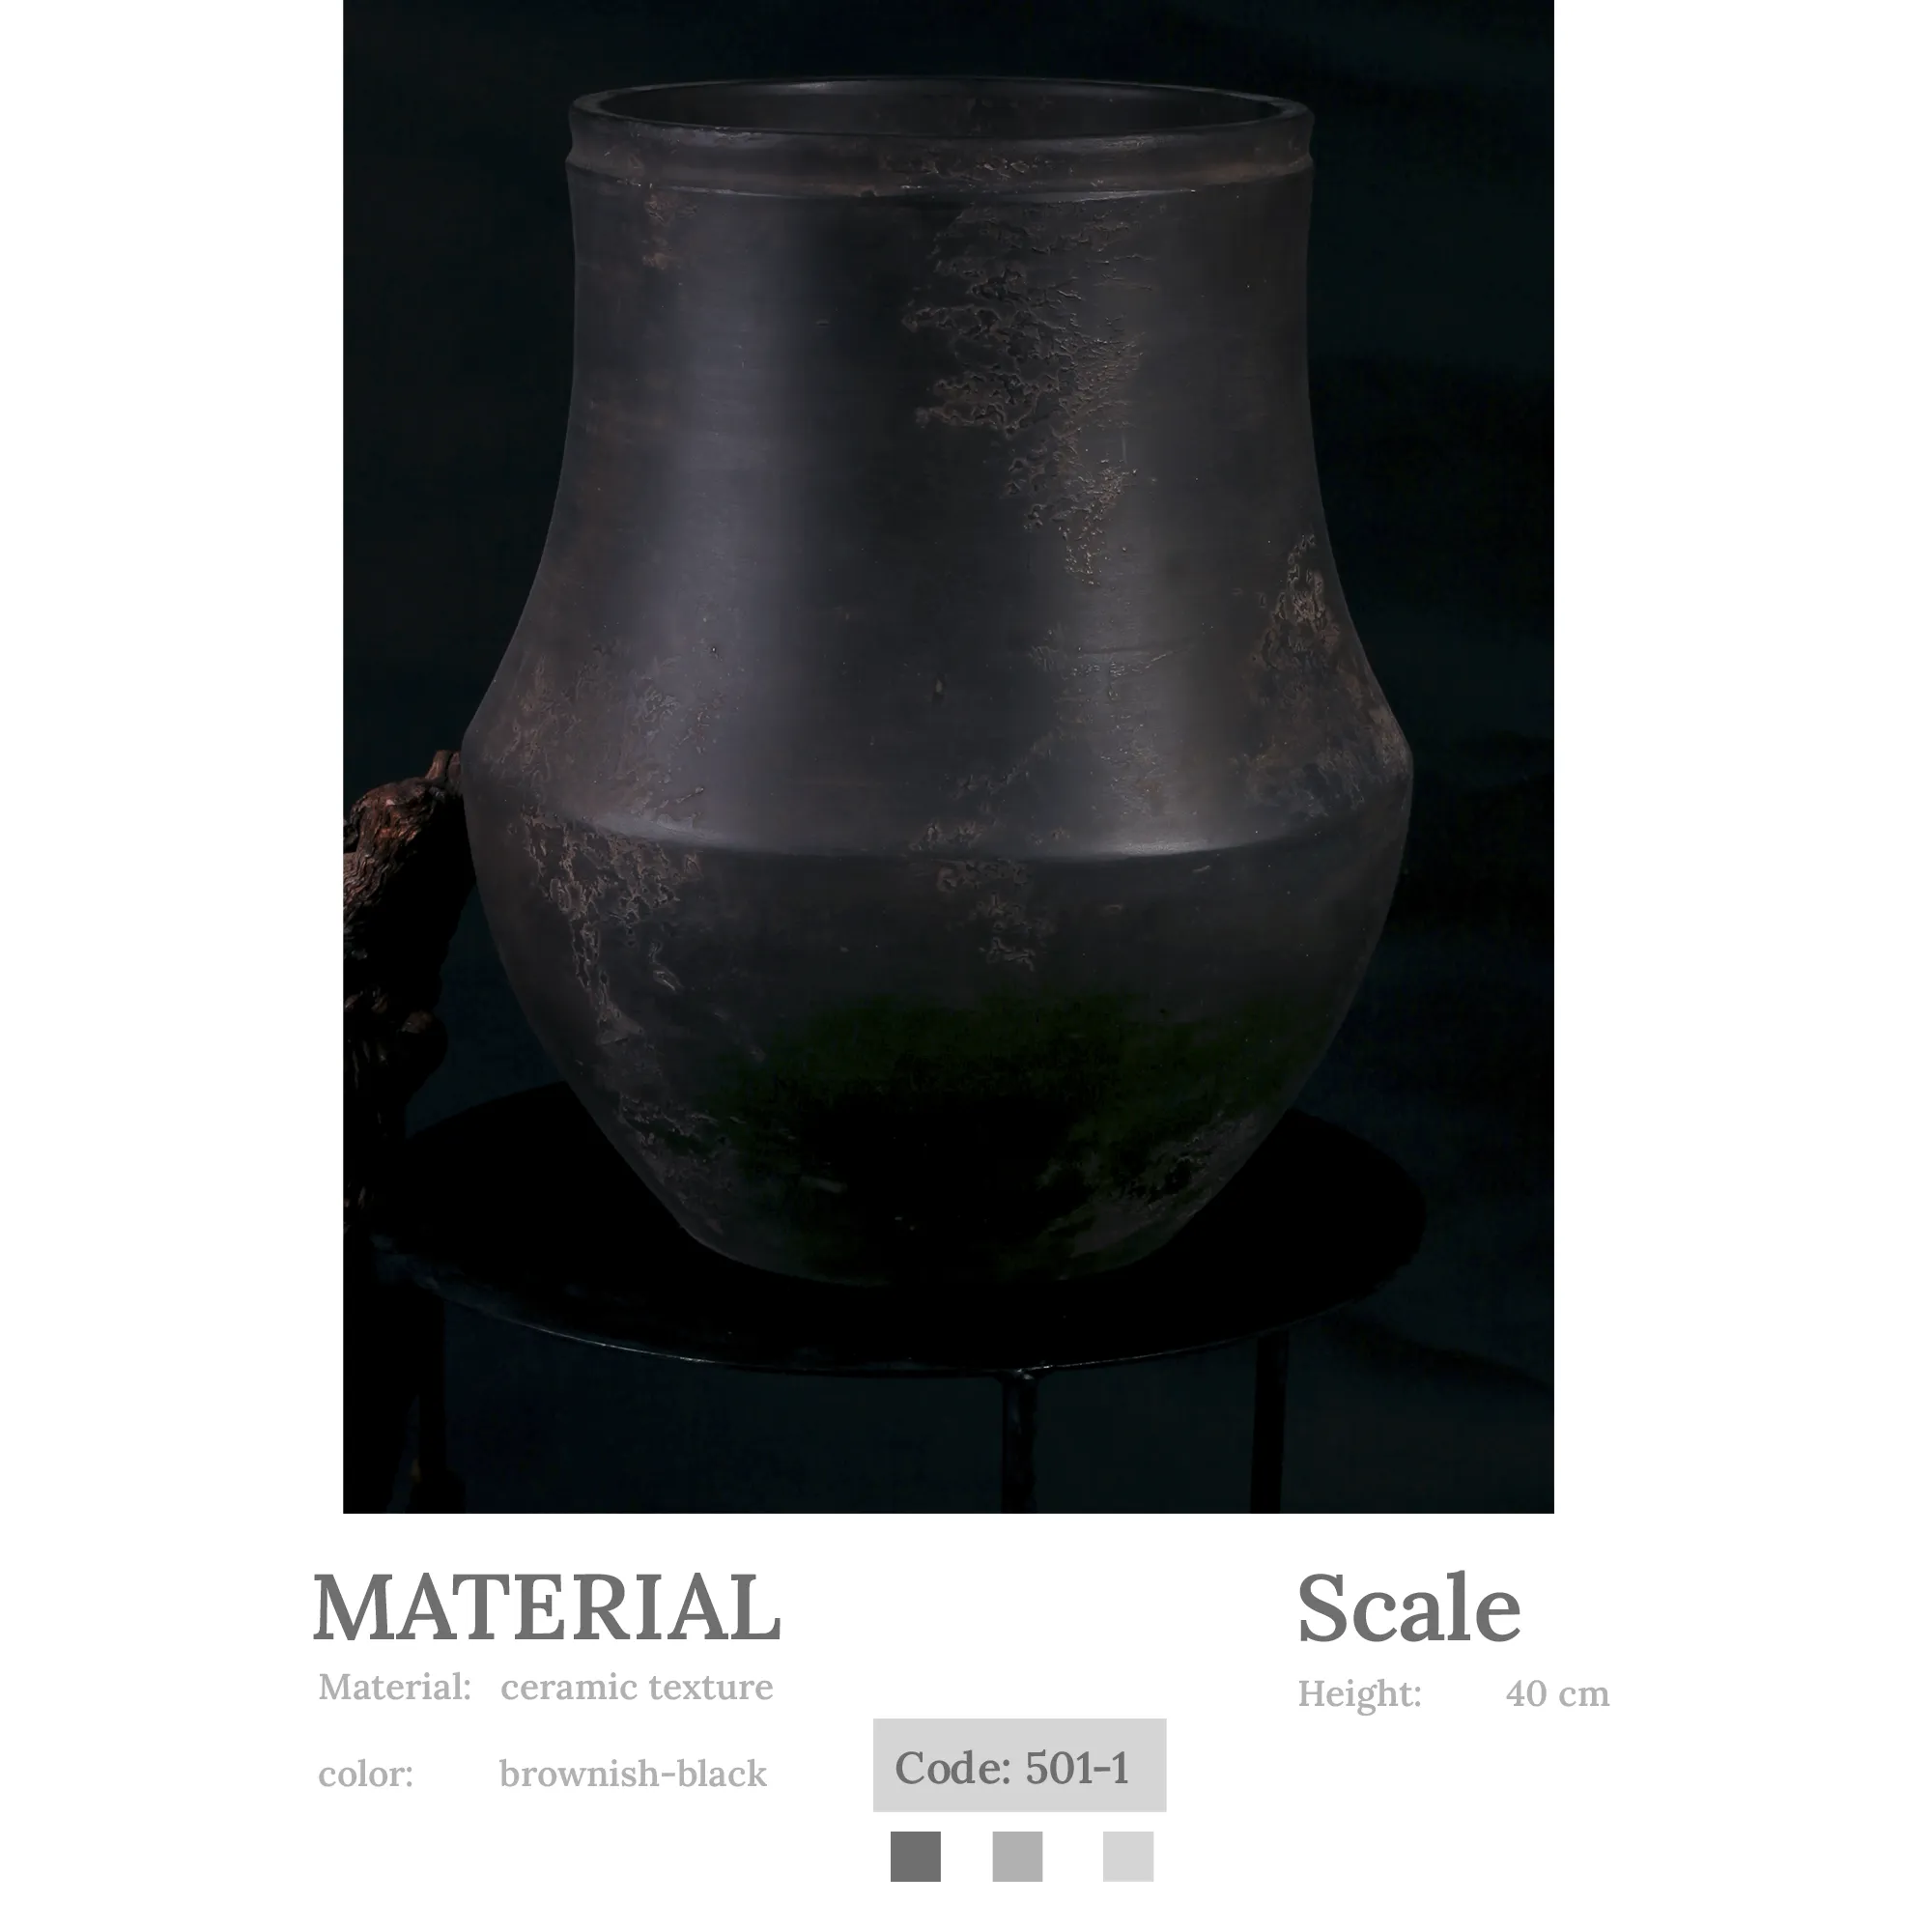 MATERIAL
Material: ceramic texture
color: brownish-black
Code: 501-1
Scale
Height: 40 cm